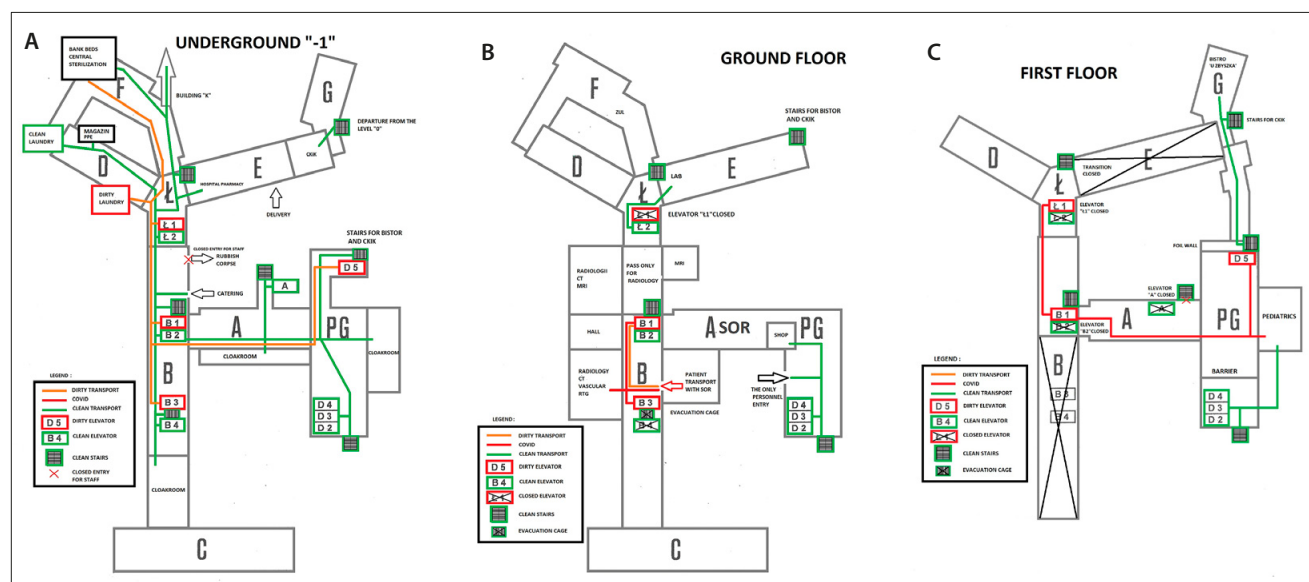 A
UNDERGROUND "-1"
BANK BEDS
CENTRAL
STERILIZATION
F
BUILDING "K"
G
DEPARTURE FROM THE
LEVEL "0"
CKIK
MAGAZIN
PPE
CLEAN
LAUNDRY
D
E
Ł
HOSPITAL PHARMACY
DIRTY
LAUNDRY
DELIVERY
Ł 1
Ł 2
CLOSED ENTRY FOR STAFF
RUBBISH
CORPSE
STAIRS FOR BISTOR
AND CKIK
D 5
A
CATERING
B 1
B 2
A
PG
CLOAKROOM
CLOAKROOM
B
B 3
B 4
D 4
D 3
D 2
CLOAKROOM
C
LEGEND :
DIRTY TRANSPORT
COVID
CLEAN TRANSPORT
D 5 DIRTY ELEVATOR
B 4 CLEAN ELEVATOR
CLEAN STAIRS
CLOSED ENTRY
FOR STAFF
B
GROUND FLOOR
F
ZUL
STAIRS FOR BISTOR
AND CKIK
D
E
Ł
LAB
Ł 1
Ł 2
ELEVATOR "Ł1"CLOSED
RADIOLOGII
CT
MRI
PASS ONLY
FOR
RADIOLOGY
MRI
HALL
B 1
B 2
A SOR
SHOP
PG
RADIOLOGY
CT
VASCULAR
RTG
B
PATIENT
TRANSPORT
WITH SOR
THE ONLY
PERSONNEL
ENTRY
B 3
B 4
EVACUATION CAGE
D 4
D 3
D 2
C
LEGEND :
DIRTY TRANSPORT
COVID
CLEAN TRANSPORT
D 5 DIRTY ELEVATOR
B 4 CLEAN ELEVATOR
Ł 1 CLOSED ELEVATOR
CLEAN STAIRS
EVACUATION CAGE
C
FIRST FLOOR
BISTRO
'U ZBYSZKA'
G
STAIRS FOR CKIK
D
E
TRANSITION
CLOSED
Ł
Ł 1
Ł 2
ELEVATOR
"Ł1" CLOSED
FOIL WALL
D 5
ELEVATOR
"A" CLOSED
A
B 1
B 2
ELEVATOR
"B2"CLOSED
A
PG
PEDIATRICS
B
B 3
B 4
BARRIER
D 4
D 3
D 2
LEGEND :
DIRTY TRANSPORT
COVID
CLEAN TRANSPORT
D 5 DIRTY ELEVATOR
B 4 CLEAN ELEVATOR
Ł 1 CLOSED ELEVATOR
CLEAN STAIRS
EVACUATION CAGE